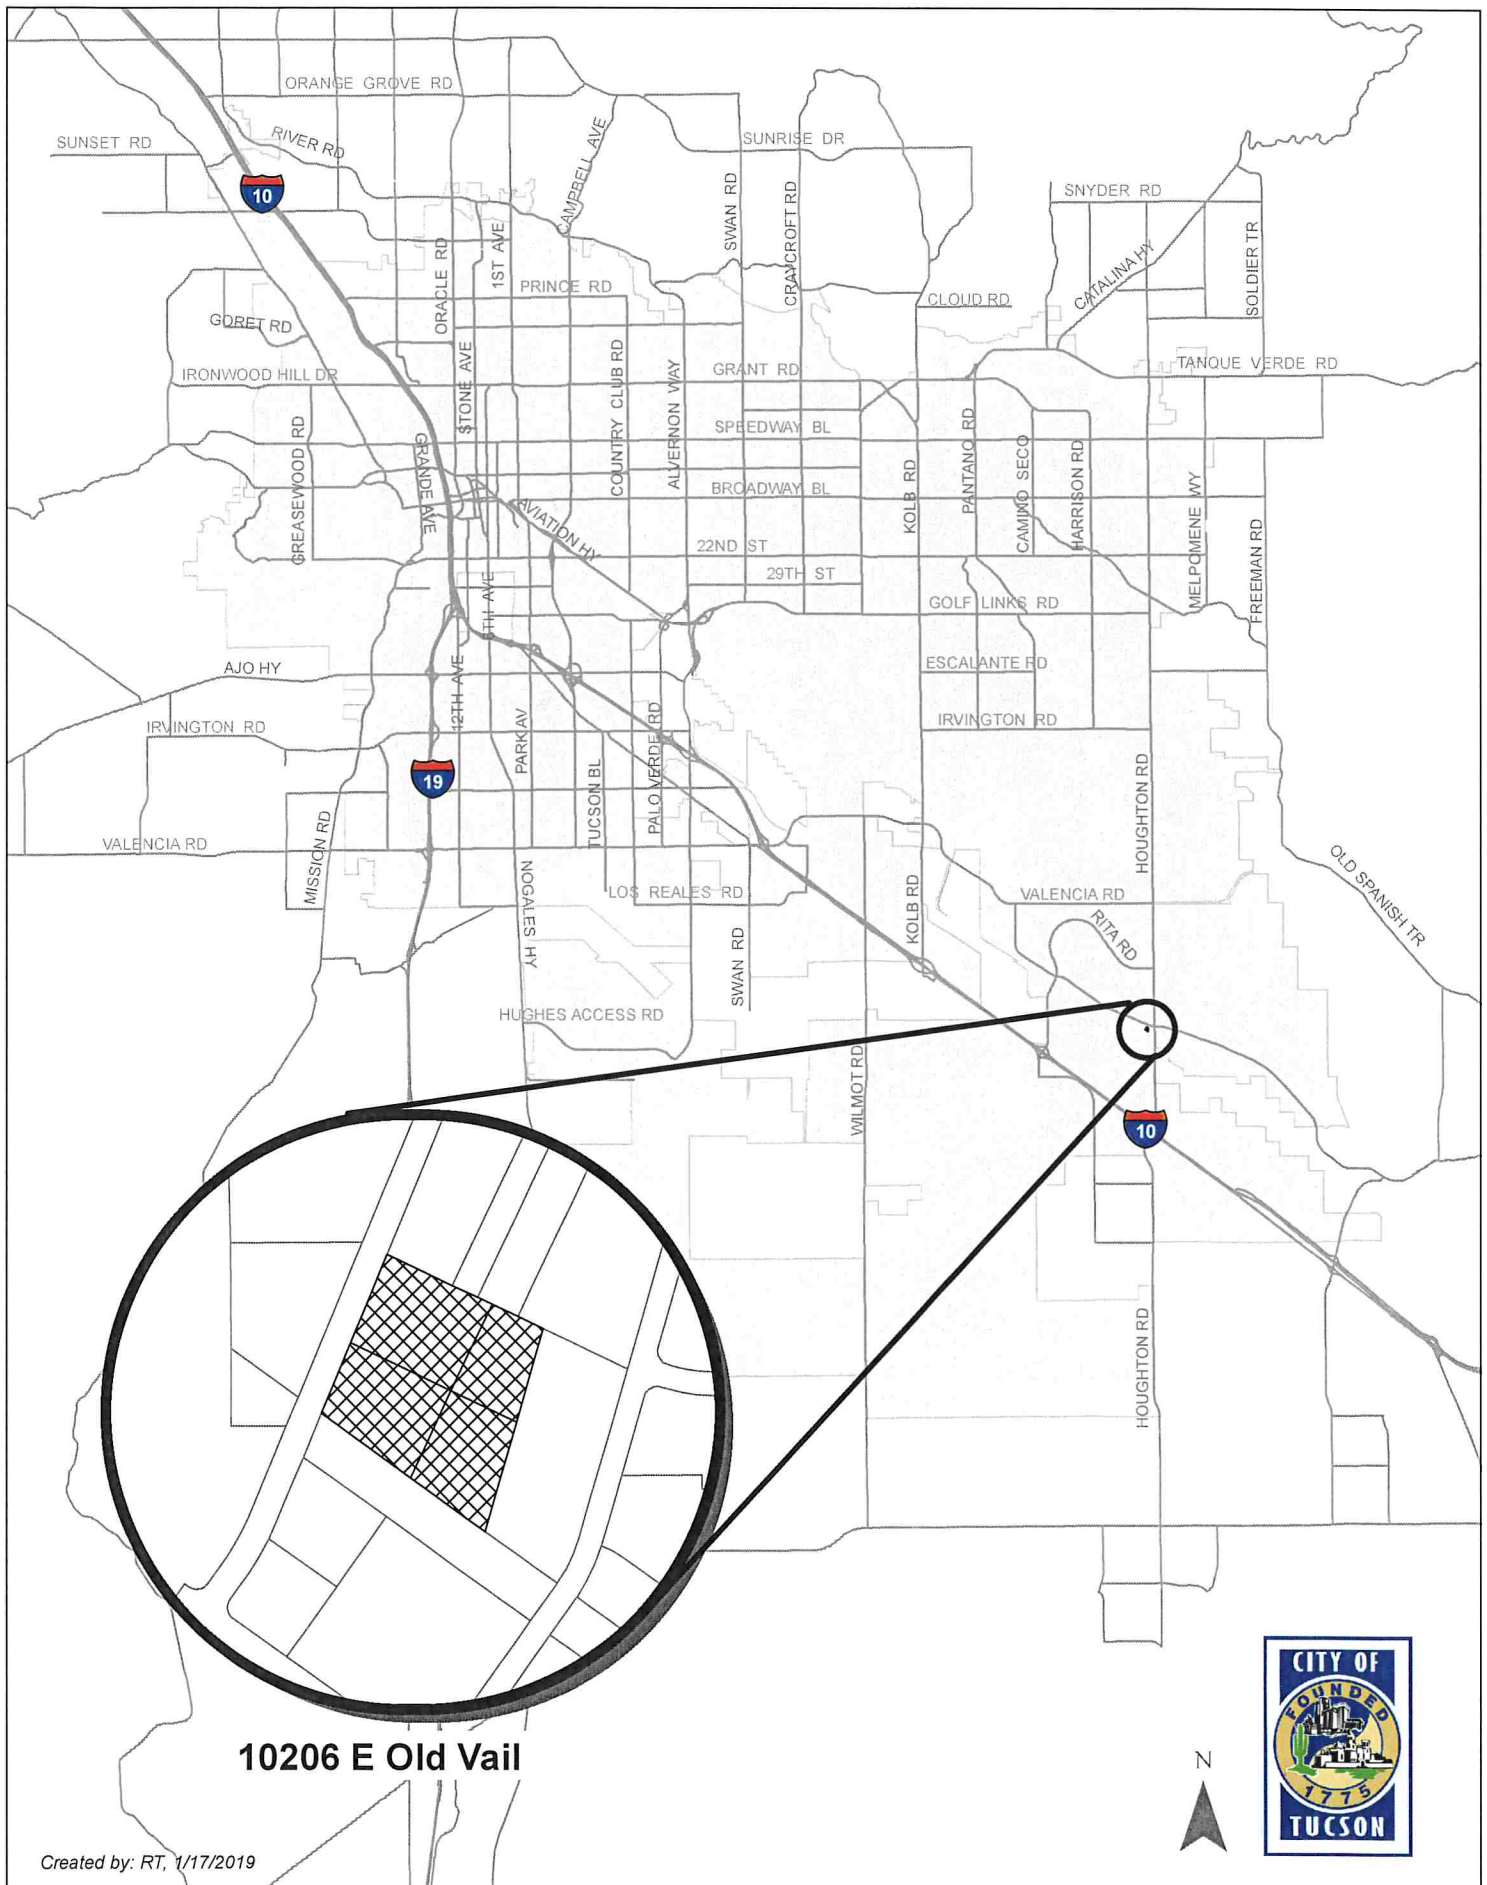 ORANGE GROVE RD
SUNSET RD
RIVER RD
CAMPBELL AVE
SUNRISE DR
10
SWAN RD
CRAYCROFT RD
SNYDER RD
SOLDIER TR
CATALINA HY
ORACLE RD
1ST AVE
PRINCE RD
CLOUD RD
GORET RD
STONE AVE
COUNTRY CLUB RD
ALVERNON WAY
GRANT RD
TANQUE VERDE RD
IRONWOOD HILL DR
GREASEWOOD RD
GRANDE AVE
SPEEDWAY BL
KOLB RD
PANTANO RD
CAMINO SECO
HARRISON RD
MELPOMENE WY
FREEMAN RD
BROADWAY BL
AVIATION HY
22ND ST
29TH ST
6TH AVE
GOLF LINKS RD
AJO HY
12TH AVE
ESCALANTE RD
IRVINGTON RD
PARK AV
PALO VERDE RD
IRVINGTON RD
19
TUCSON BL
HOUGHTON RD
VALENCIA RD
MISSION RD
NOGALES HY
LOS REALES RD
KOLB RD
VALENCIA RD
RITA RD
OLD SPANISH TR
SWAN RD
HUGHES ACCESS RD
WILMOT RD
10
HOUGHTON RD
10206 E Old Vail
N
CITY OF
FOUNDED
1775
TUCSON
Created by: RT, 1/17/2019